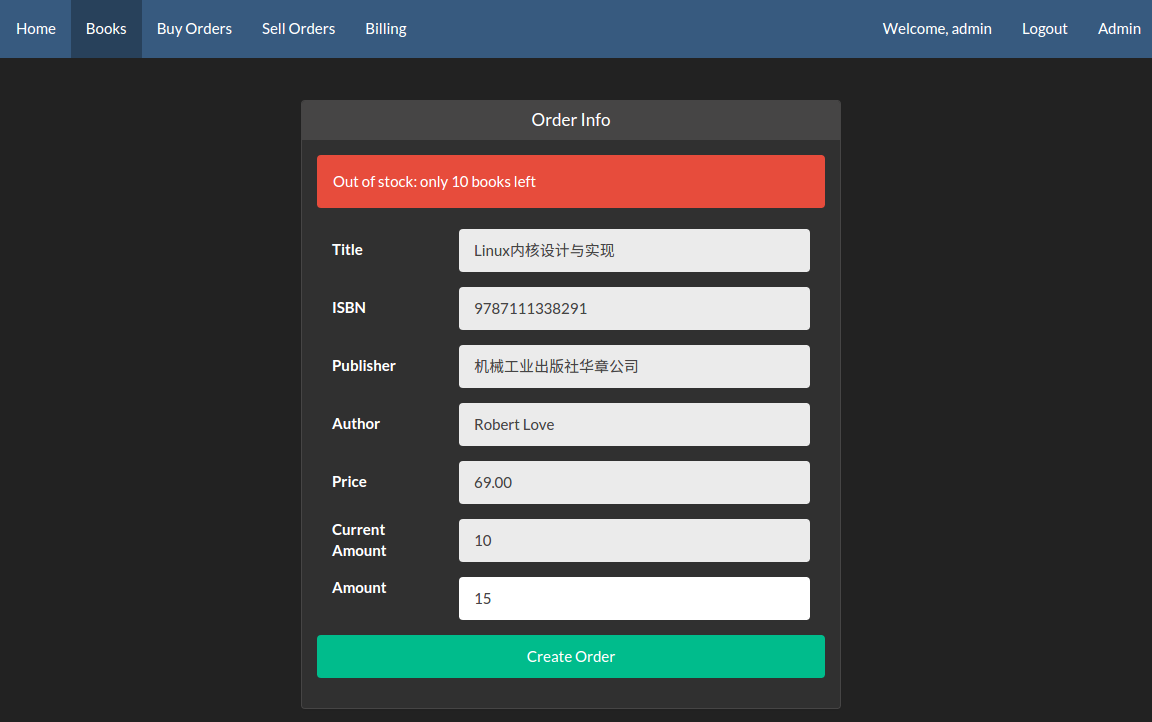 Home Books Buy Orders Sell Orders Billing Welcome, admin Logout Admin
Order Info
Out of stock: only 10 books left
Title Linux内核设计与实现
ISBN 9787111338291
Publisher 机械工业出版社华章公司
Author Robert Love
Price 69.00
Current
Amount 10
Amount 15
Create Order